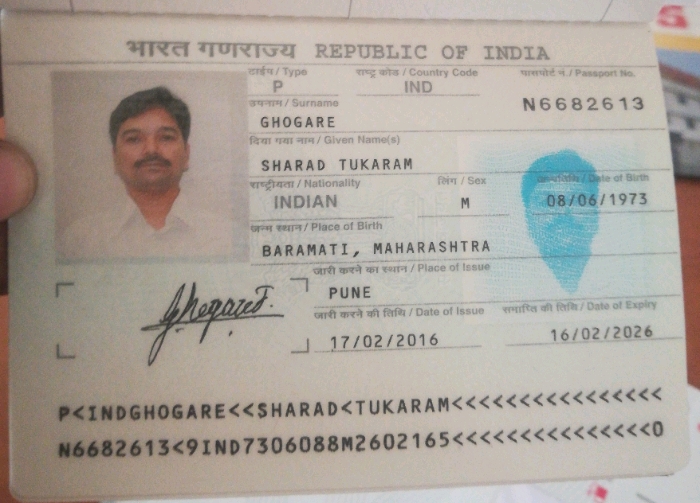 भारत गणराज्य REPUBLIC OF INDIA
टाईप / Type राष्ट्र कोड / Country Code पासपोर्ट नं. / Passport No.
P IND N6682613
उपनाम / Surname
GHOGARE
दिया गया नाम / Given Name(s)
SHARAD TUKARAM
राष्ट्रीयता / Nationality लिंग / Sex जन्मतिथि / Date of Birth
INDIAN M 08/06/1973
जन्म स्थान / Place of Birth
BARAMATI, MAHARASHTRA
जारी करने का स्थान / Place of Issue
PUNE
जारी करने की तिथि / Date of Issue समाप्ति की तिथि / Date of Expiry
17/02/2016 16/02/2026
P<INDGHOGARE<<SHARAD<TUKARAM<<<<<<<<<<<<<<<<
N6682613<9IND7306088M2602165<<<<<<<<<<<<<<<0